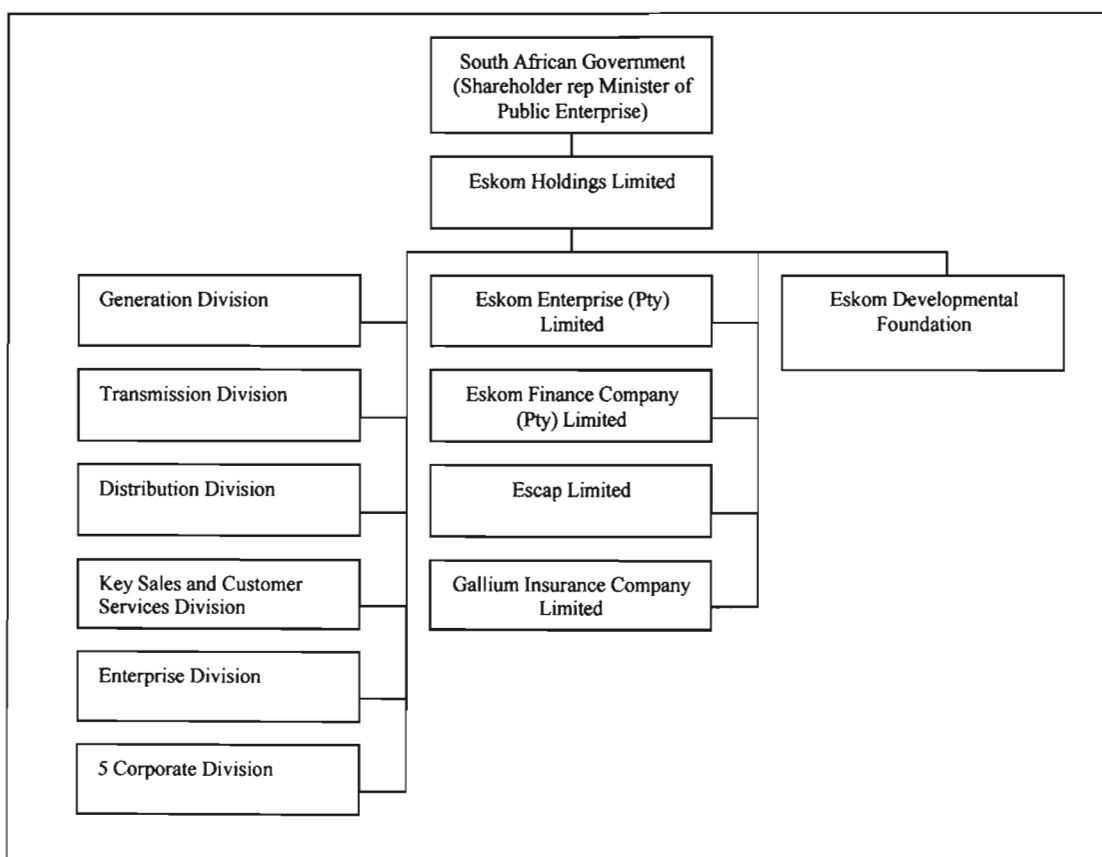 South African Government
(Shareholder rep Minister of
Public Enterprise)
Eskom Holdings Limited
Generation Division
Transmission Division
Distribution Division
Key Sales and Customer
Services Division
Enterprise Division
5 Corporate Division
Eskom Enterprise (Pty)
Limited
Eskom Finance Company
(Pty) Limited
Escap Limited
Gallium Insurance Company
Limited
Eskom Developmental
Foundation